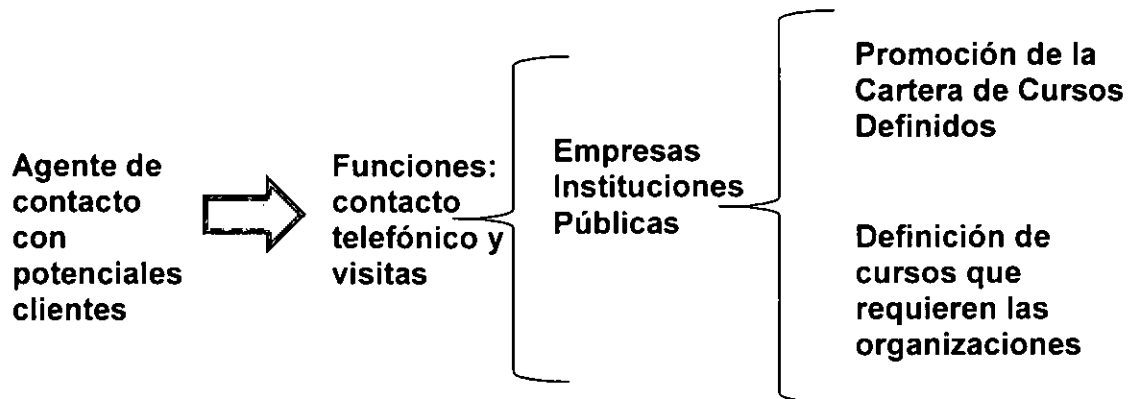 Agente de
contacto
con
potenciales
clientes
Funciones:
contacto
telefónico y
visitas
Empresas
Instituciones
Públicas
Promoción de la
Cartera de Cursos
Definidos
Definición de
cursos que
requieren las
organizaciones